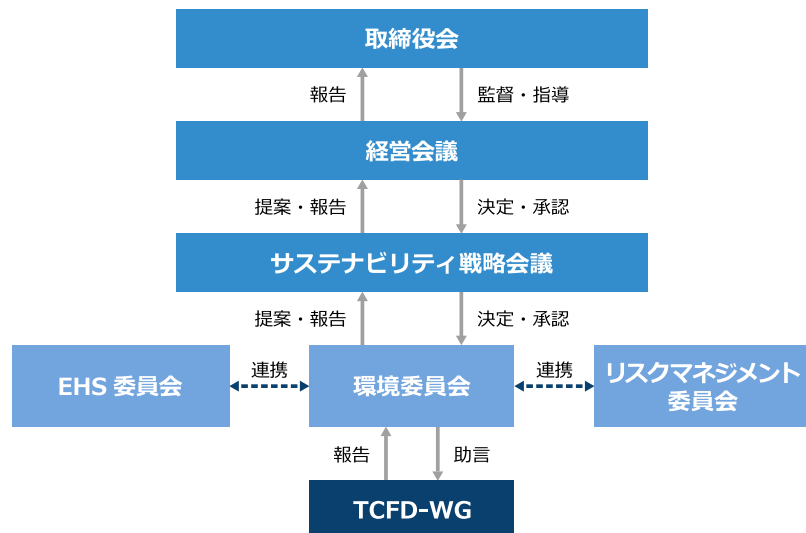 取締役会
報告
監督・指導
経営会議
提案・報告
決定・承認
サステナビリティ戦略会議
提案・報告
決定・承認
EHS 委員会
連携
環境委員会
連携
リスクマネジメント
委員会
報告
助言
TCFD-WG